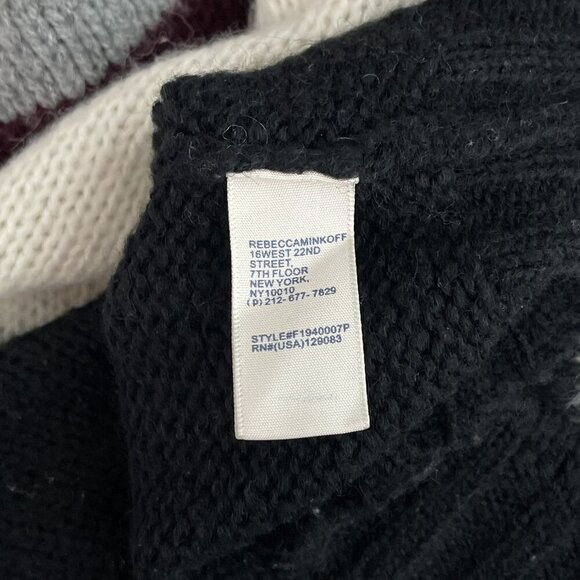 REBECCAMINKOFF
16WEST 22ND
STREET,
7TH FLOOR
NEW YORK,
NY10010
(p)212-677-7829
STYLE#F1940007P
RN#(USA)129083